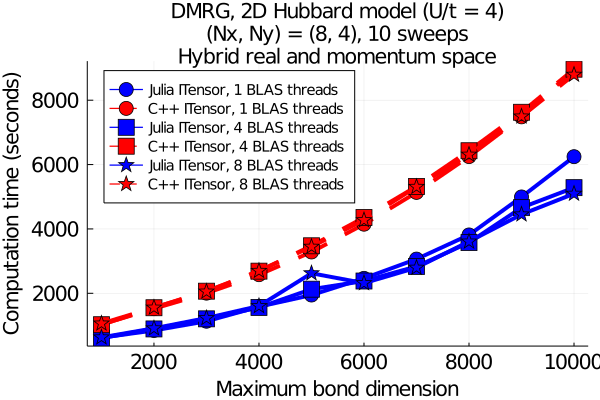 DMRG, 2D Hubbard model (U/t = 4)
(Nx, Ny) = (8, 4), 10 sweeps
Hybrid real and momentum space
Julia ITensor, 1 BLAS threads
C++ ITensor, 1 BLAS threads
Julia ITensor, 4 BLAS threads
C++ ITensor, 4 BLAS threads
Julia ITensor, 8 BLAS threads
C++ ITensor, 8 BLAS threads
Computation time (seconds)
8000
6000
4000
2000
2000 4000 6000 8000 10000
Maximum bond dimension